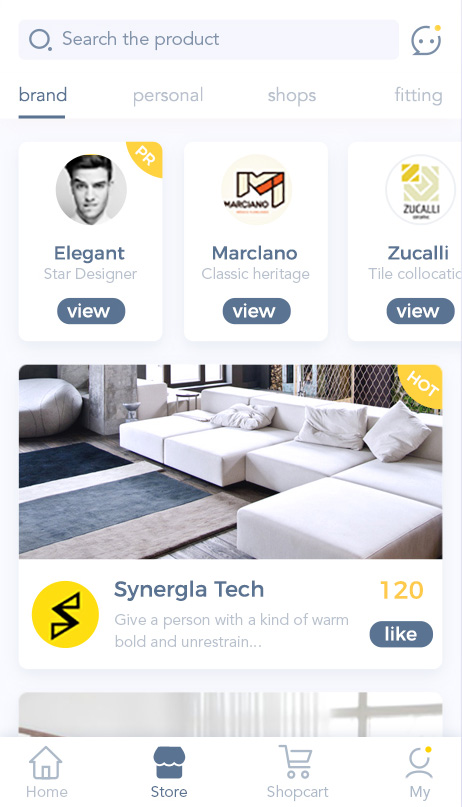 Search the product
brand personal shops fitting
PR
MARCIANO
ZUCALLI
Elegant Marclano Zucalli
Star Designer Classic heritage Tile collocatio
view view view
HOT
Synergla Tech 120
Give a person with a kind of warm
bold and unrestrain...
like
Home Store Shopcart My